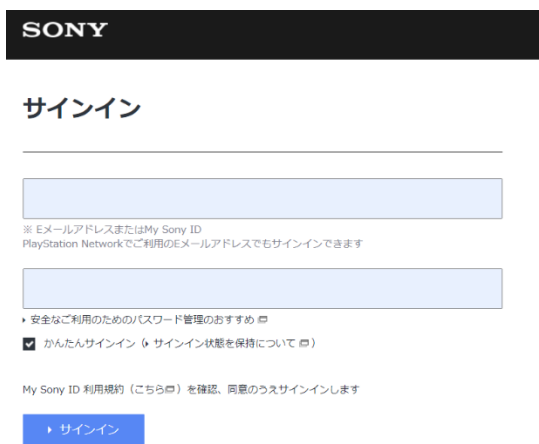 SONY
サインイン
※ EメールアドレスまたはMy Sony ID
PlayStation Networkでご利用のEメールアドレスでもサインインできます
安全なご利用のためのパスワード管理のおすすめ
かんたんサインイン（サインイン状態を保持について）
My Sony ID 利用規約（こちら）を確認、同意のうえサインインします
サインイン